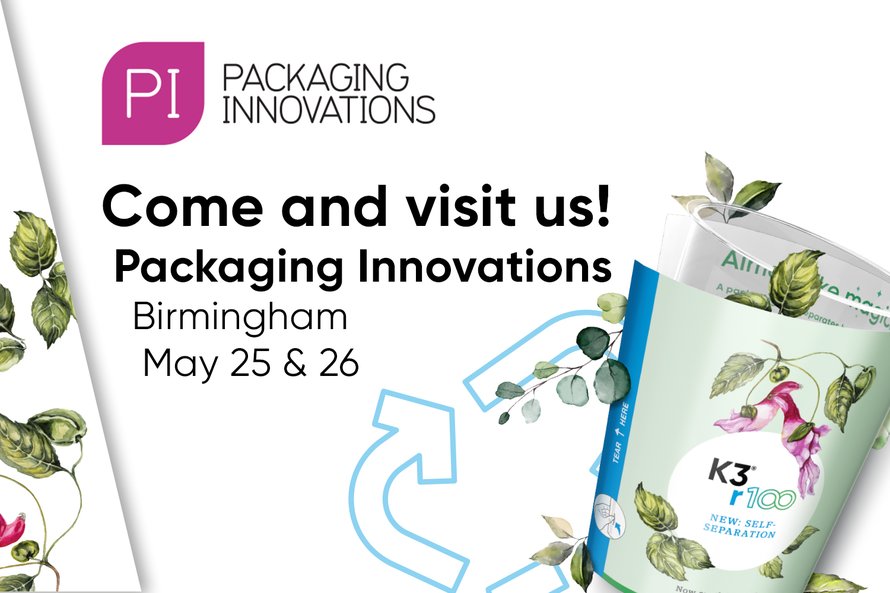 PI
PACKAGING
INNOVATIONS
Come and visit us!
Packaging Innovations
Birmingham
May 25 & 26
magic
TEAR ↑ HERE
K3®
r100
NEW: SELF-
SEPARATION